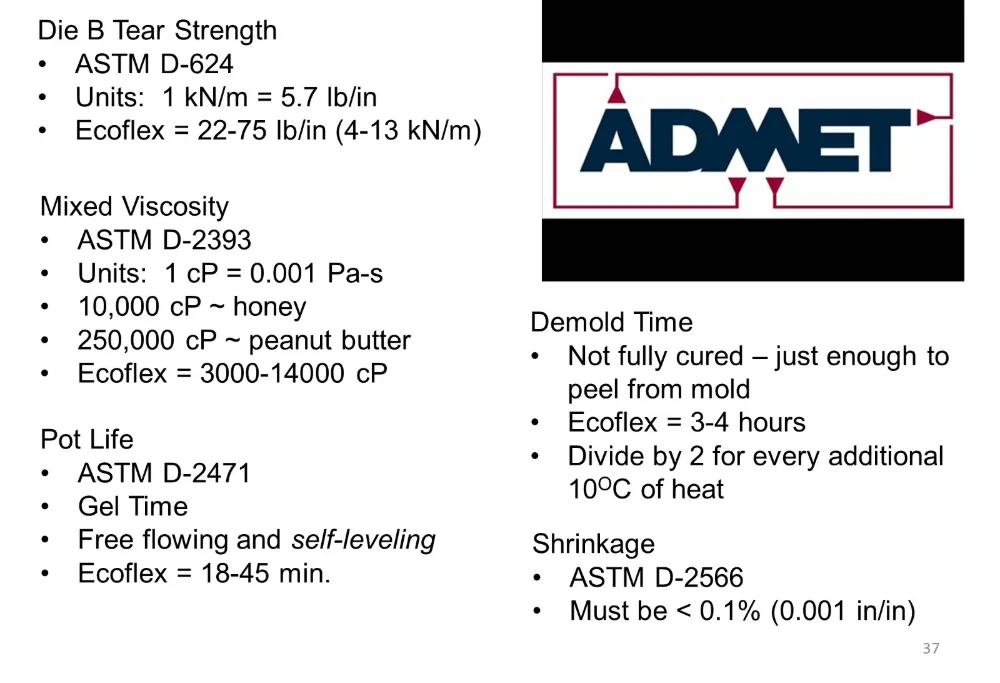 Die B Tear Strength
• ASTM D-624
• Units: 1 kN/m = 5.7 lb/in
• Ecoflex = 22-75 lb/in (4-13 kN/m)
Mixed Viscosity
• ASTM D-2393
• Units: 1 cP = 0.001 Pa-s
• 10,000 cP ~ honey
• 250,000 cP ~ peanut butter
• Ecoflex = 3000-14000 cP
Pot Life
• ASTM D-2471
• Gel Time
• Free flowing and self-leveling
• Ecoflex = 18-45 min.
ADMET
Demold Time
• Not fully cured – just enough to
peel from mold
• Ecoflex = 3-4 hours
• Divide by 2 for every additional
10ᴼC of heat
Shrinkage
• ASTM D-2566
• Must be < 0.1% (0.001 in/in)
37